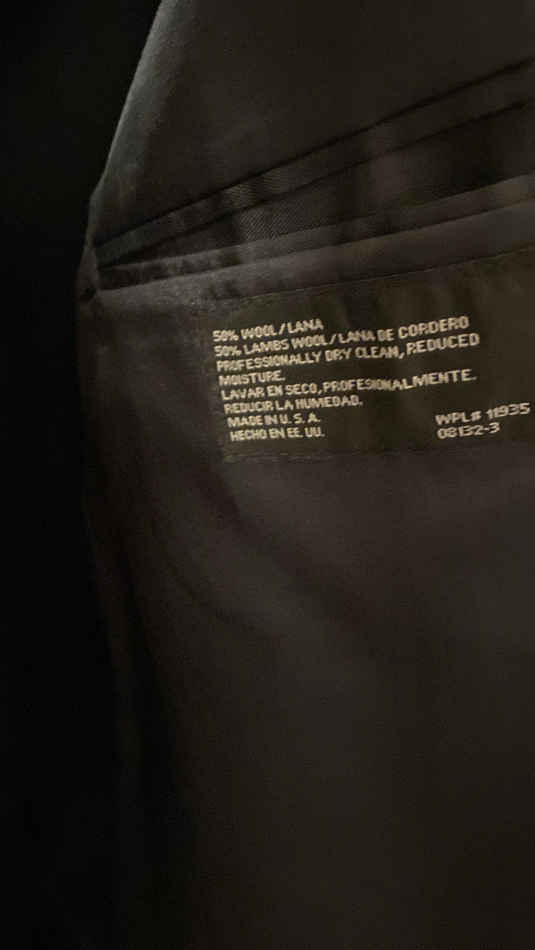 50% WOOL/LANA
50% LAMBS WOOL/LANA DE CORDERO
PROFESSIONALLY DRY CLEAN, REDUCED
MOISTURE.
LAVAR EN SECO, PROFESIONALMENTE.
REDUCIR LA HUMEDAD.
MADE IN U. S. A.
HECHO EN EE. UU.
WPL# 11935
08132-3